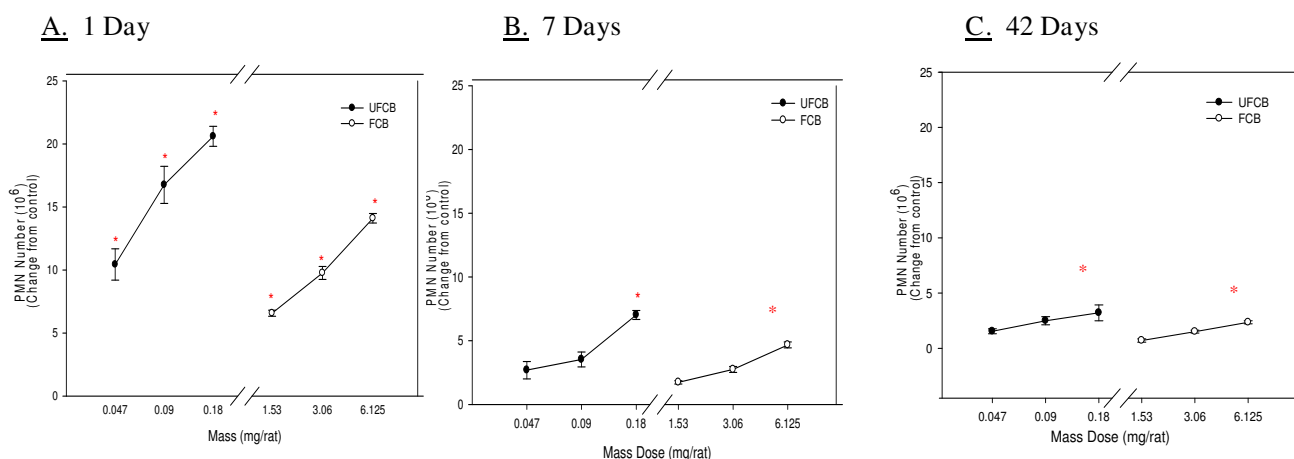 A. 1 Day
25
20
15
10
5
0
PMN Number (10^6)
(Change from control)
UFCB
FCB
*
*
*
*
*
*
0.047 0.09 0.18 1.53 3.06 6.125
Mass (mg/rat)
B. 7 Days
25
20
15
10
5
0
PMN Number
(Change from control)
UFCB
FCB
*
*
0.047 0.09 0.18 1.53 3.06 6.125
Mass Dose (mg/rat)
C. 42 Days
25
20
15
10
5
0
PMN Number (10^6)
(Change from control)
UFCB
FCB
*
*
0.047 0.09 0.18 1.53 3.06 6.125
Mass Dose (mg/rat)